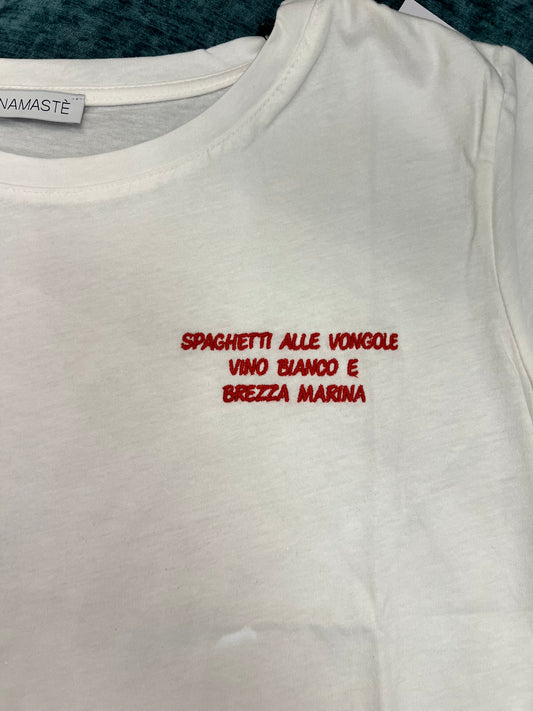 NAMASTÈ
SPAGHETTI ALLE VONGOLE
VINO BIANCO E
BREZZA MARINA